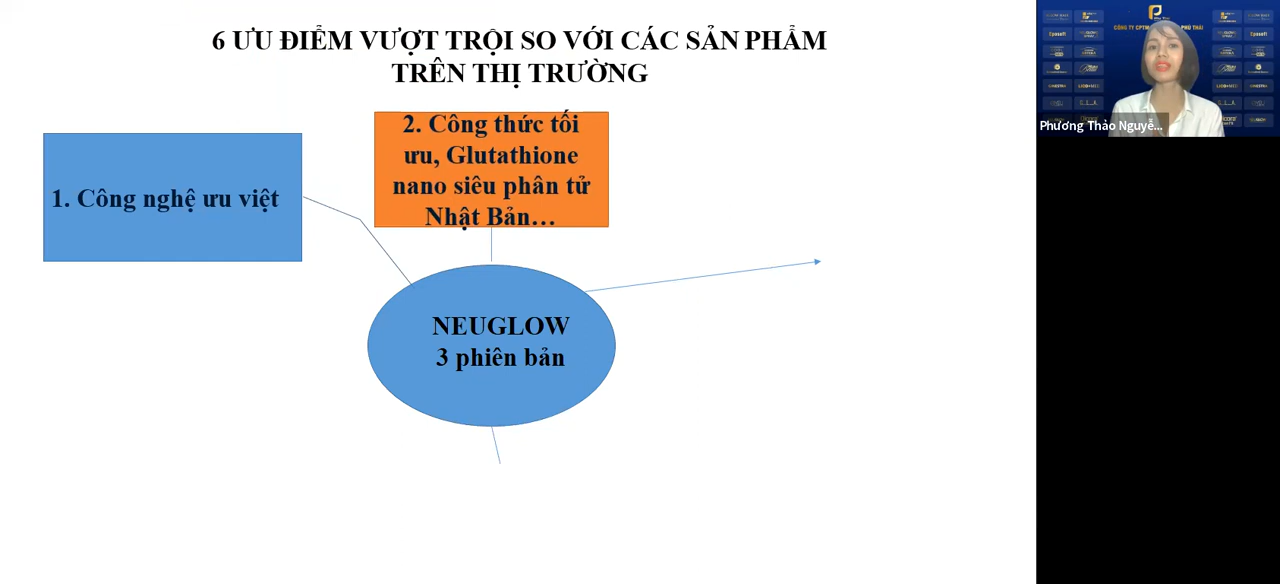 6 ƯU ĐIỂM VƯỢT TRỘI SO VỚI CÁC SẢN PHẨM
TRÊN THỊ TRƯỜNG
1. Công nghệ ưu việt
2. Công thức tối
ưu, Glutathione
nano siêu phân tử
Nhật Bản…
NEUGLOW
3 phiên bản
Phương Thảo Nguyễ...